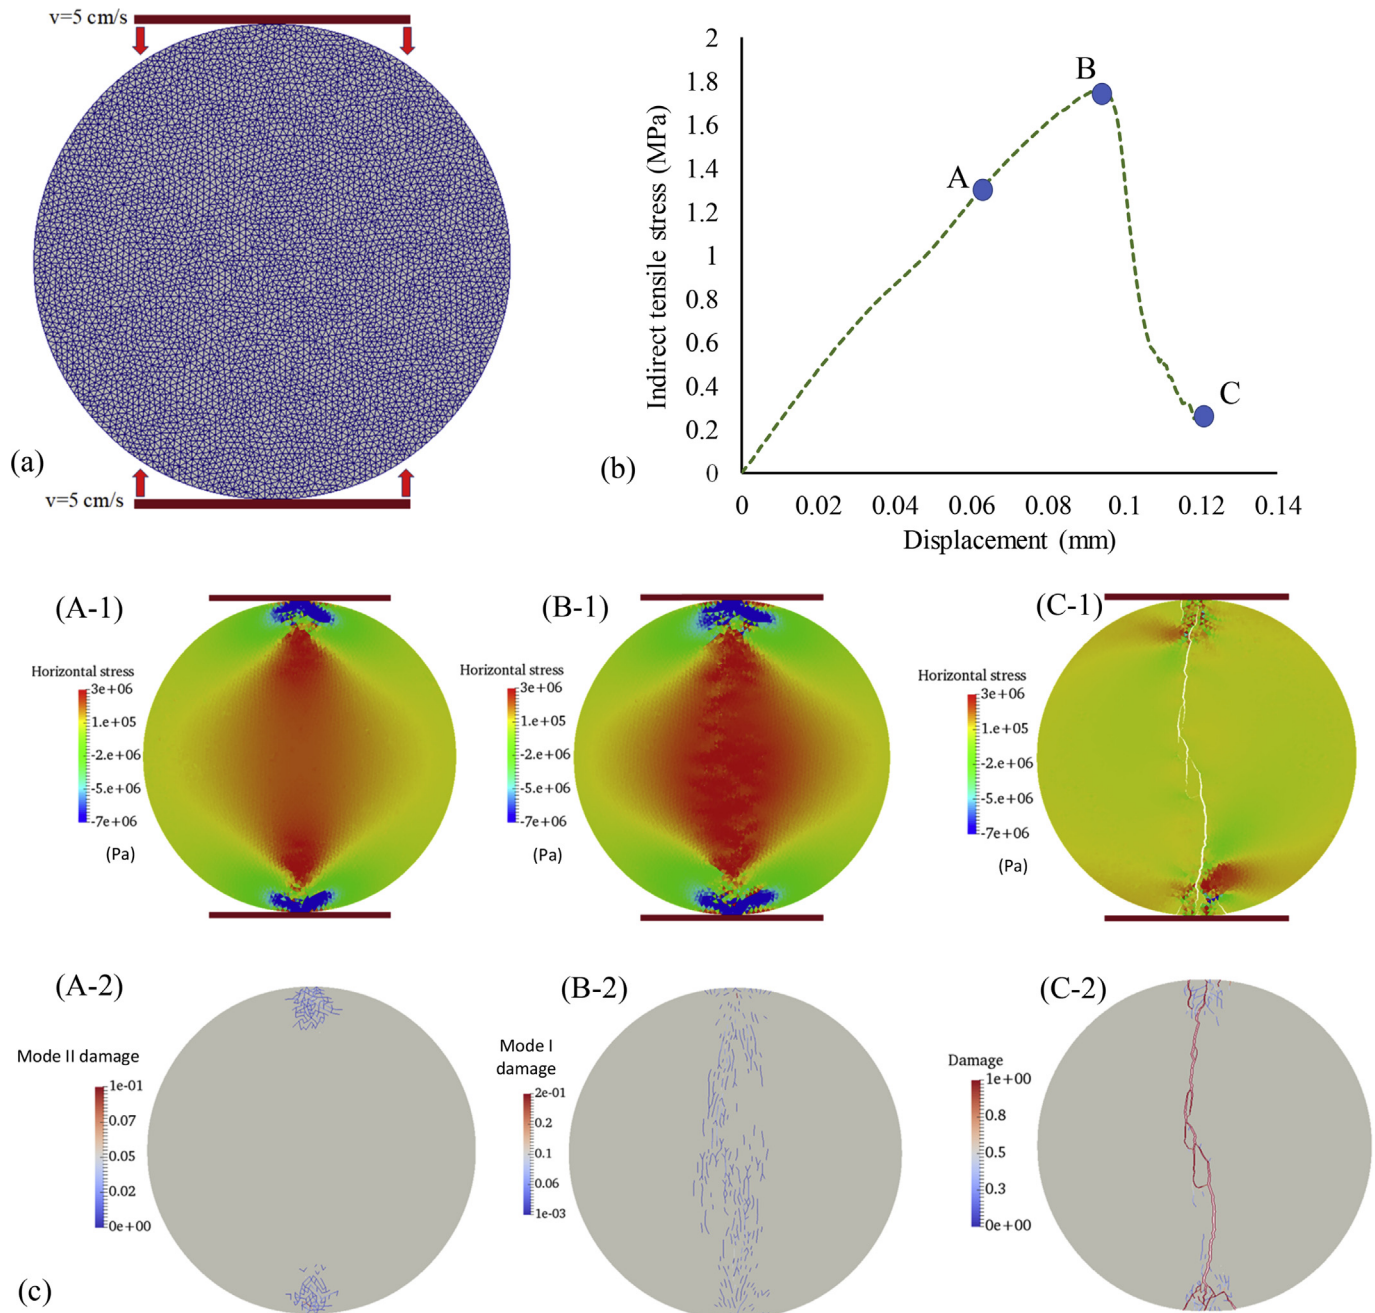 v=5 cm/s
(a)
v=5 cm/s
2
1.8
1.6
1.4
1.2
1
0.8
0.6
0.4
0.2
0
Indirect tensile stress (MPa)
A
B
C
(b)
0 0.02 0.04 0.06 0.08 0.1 0.12 0.14
Displacement (mm)
(A-1)
Horizontal stress
3e+06
1.e+05
-2.e+06
-5.e+06
-7e+06
(Pa)
(B-1)
Horizontal stress
3e+06
1.e+05
-2.e+06
-5.e+06
-7e+06
(Pa)
(C-1)
Horizontal stress
3e+06
1.e+05
-2.e+06
-5.e+06
-7e+06
(Pa)
(A-2)
Mode II damage
1e-01
0.07
0.05
0.02
0e+00
(B-2)
Mode I
damage
2e-01
0.2
0.1
0.06
1e-03
(C-2)
Damage
1e+00
0.8
0.5
0.3
0e+00
(c)